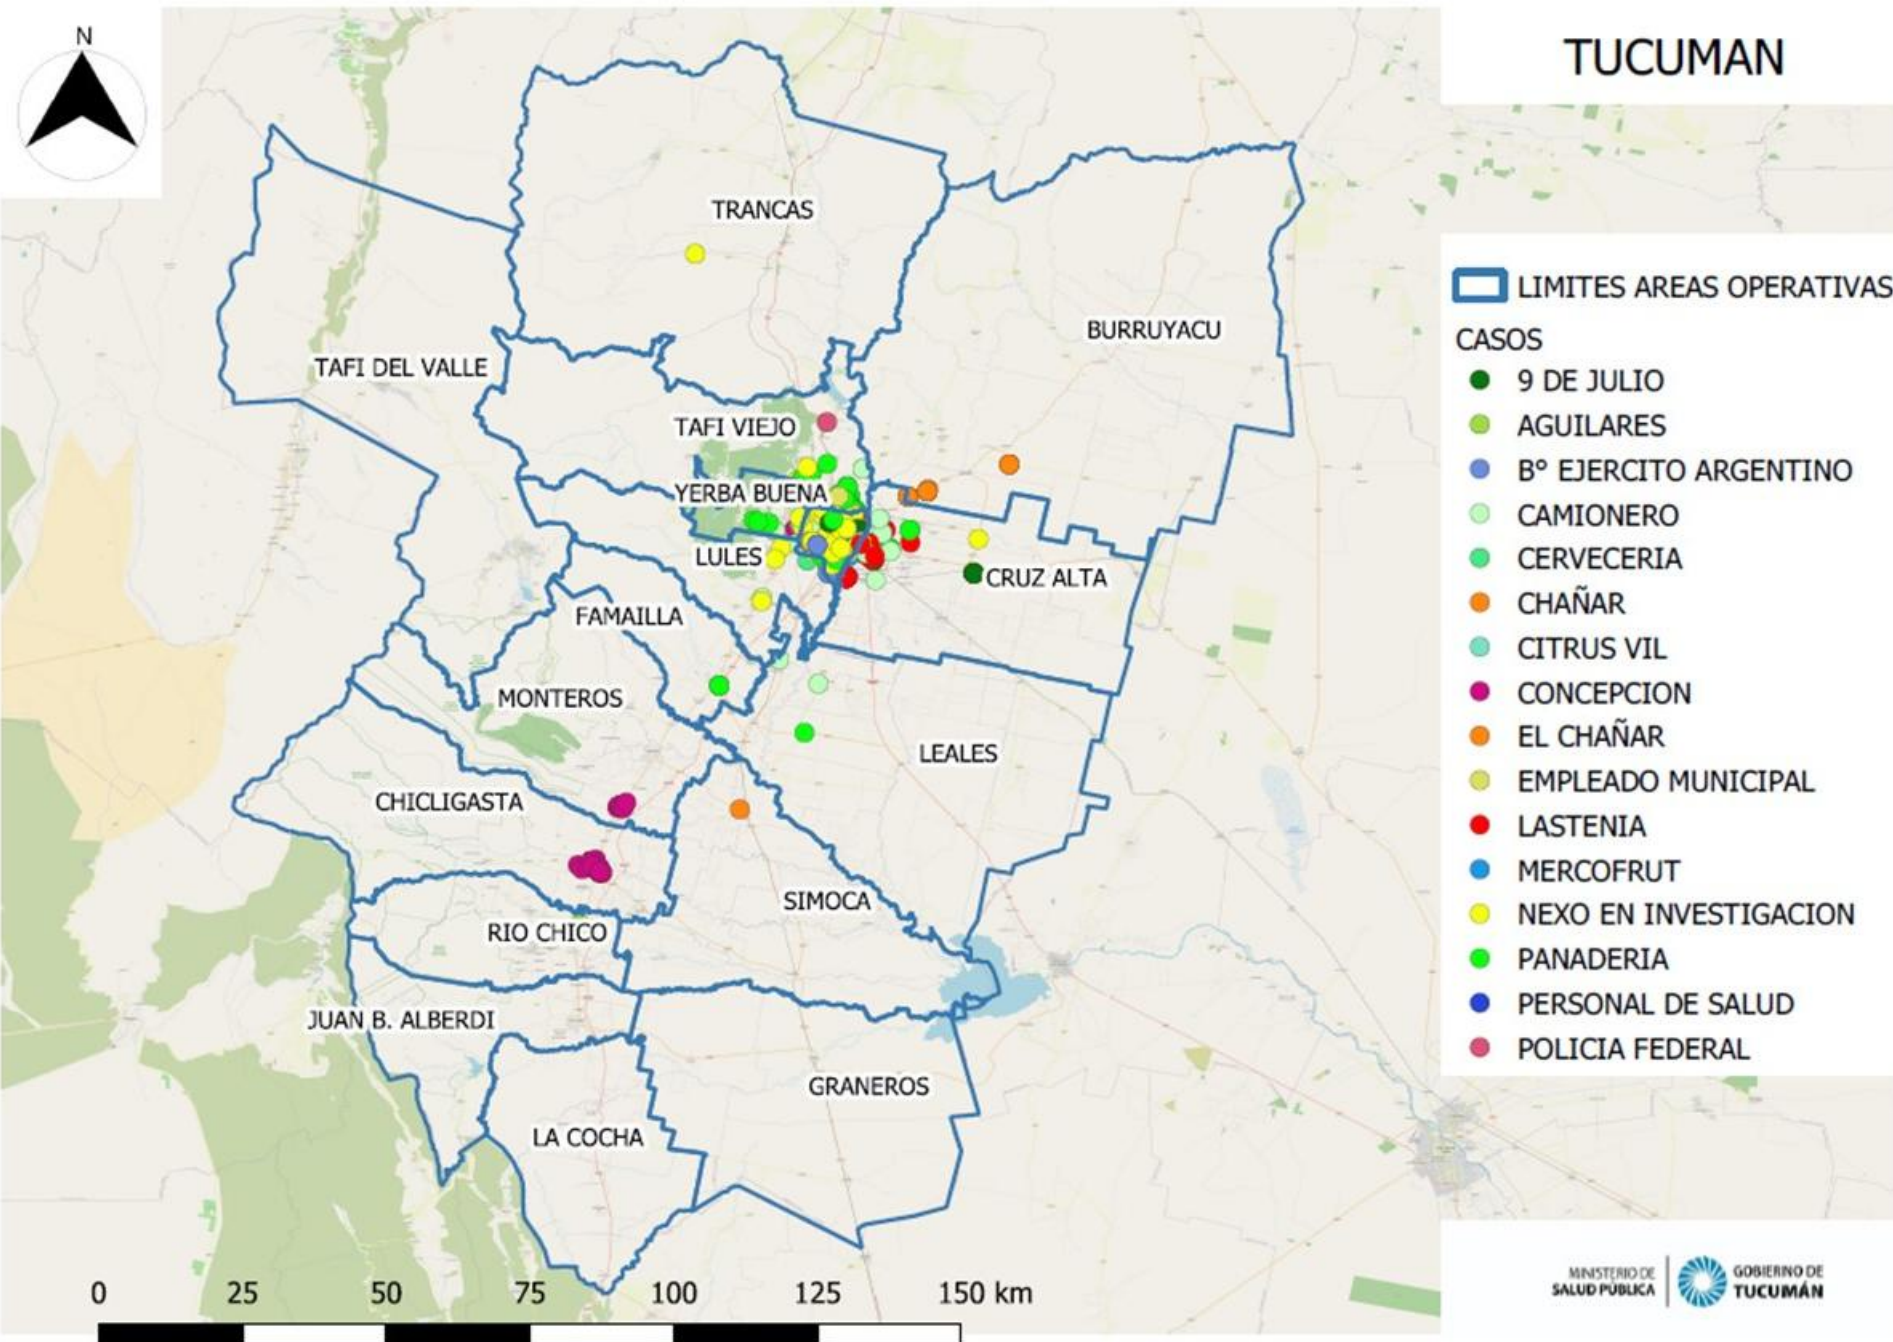 N
TUCUMAN
TRANCAS
BURRUYACU
TAFI DEL VALLE
TAFI VIEJO
YERBA BUENA
LULES
CRUZ ALTA
FAMAILLA
MONTEROS
LEALES
CHICLIGASTA
SIMOCA
RIO CHICO
JUAN B. ALBERDI
GRANEROS
LA COCHA
LIMITES AREAS OPERATIVAS
CASOS
9 DE JULIO
AGUILARES
B° EJERCITO ARGENTINO
CAMIONERO
CERVECERIA
CHAÑAR
CITRUS VIL
CONCEPCION
EL CHAÑAR
EMPLEADO MUNICIPAL
LASTENIA
MERCOFRUT
NEXO EN INVESTIGACION
PANADERIA
PERSONAL DE SALUD
POLICIA FEDERAL
0 25 50 75 100 125 150 km
MINISTERIO DE
SALUD PÚBLICA
GOBIERNO DE
TUCUMÁN